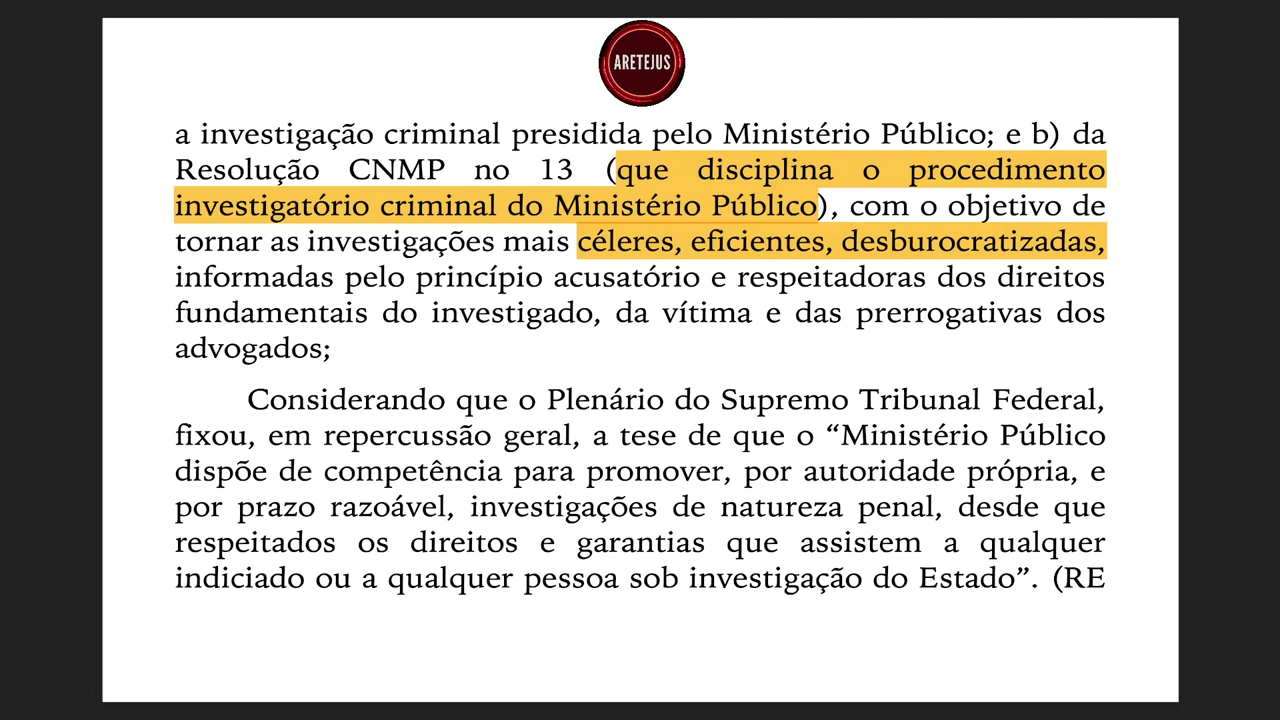 ARETEJUS
a investigação criminal presidida pelo Ministério Público; e b) da
Resolução CNMP no 13 (que disciplina o procedimento
investigatório criminal do Ministério Público), com o objetivo de
tornar as investigações mais céleres, eficientes, desburocratizadas,
informadas pelo princípio acusatório e respeitadoras dos direitos
fundamentais do investigado, da vítima e das prerrogativas dos
advogados;
Considerando que o Plenário do Supremo Tribunal Federal,
fixou, em repercussão geral, a tese de que o “Ministério Público
dispõe de competência para promover, por autoridade própria, e
por prazo razoável, investigações de natureza penal, desde que
respeitados os direitos e garantias que assistem a qualquer
indiciado ou a qualquer pessoa sob investigação do Estado”. (RE